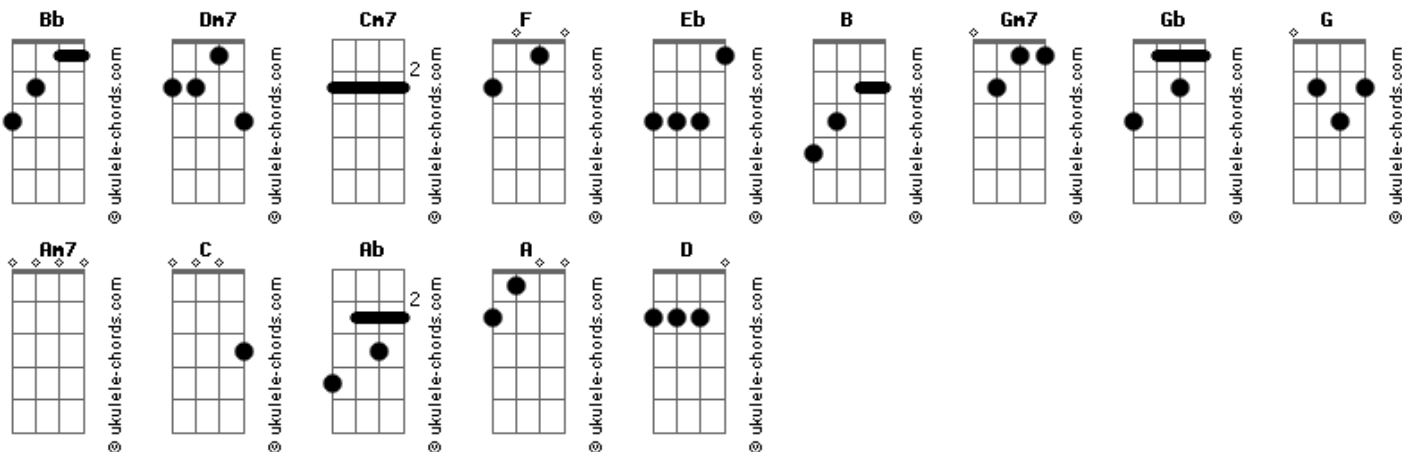 Bb Dm7 Cm7 F Eb B Gm7 Gb G
2
© ukulele-chords.com © ukulele-chords.com © ukulele-chords.com © ukulele-chords.com © ukulele-chords.com © ukulele-chords.com © ukulele-chords.com © ukulele-chords.com © ukulele-chords.com
Am7 C Ab A D
2
© ukulele-chords.com © ukulele-chords.com © ukulele-chords.com © ukulele-chords.com © ukulele-chords.com